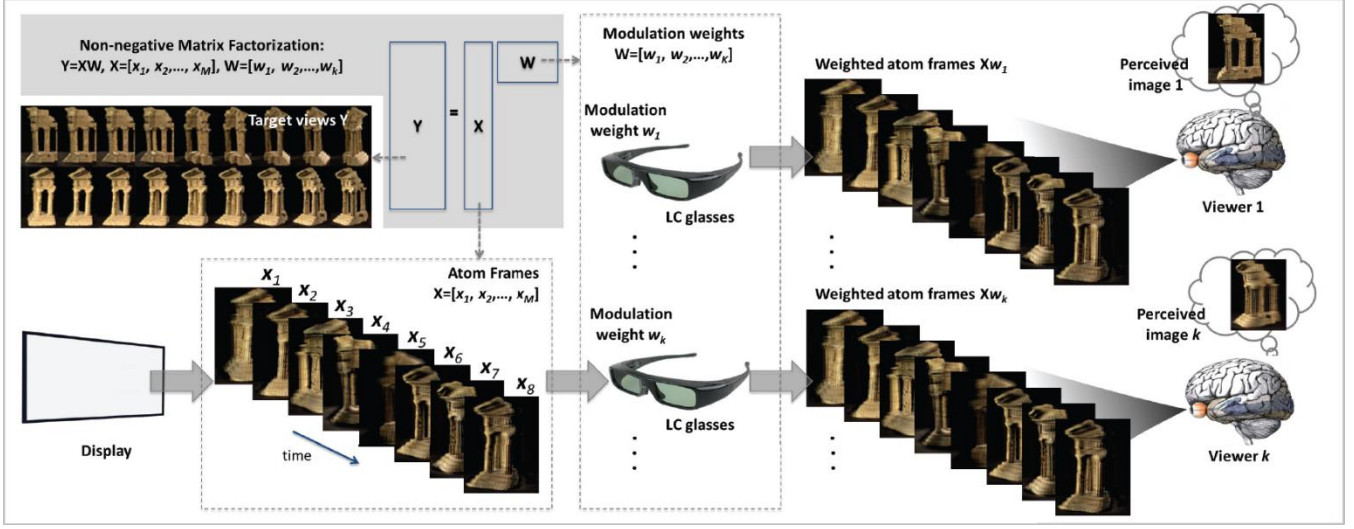 Non-negative Matrix Factorization:
Y=XW, X=[x1, x2,..., xM], W=[w1, w2,...,wk]
Target views Y
Y
=
X
W
Modulation weights
W=[w1, w2,...,wK]
Modulation
weight w1
LC glasses
Weighted atom frames Xw1
Perceived
image 1
Viewer 1
Atom Frames
X=[x1, x2,..., xM]
x1
x2
x3
x4
x5
x6
x7
x8
time
Display
Modulation
weight wk
LC glasses
Weighted atom frames Xwk
Perceived
image k
Viewer k